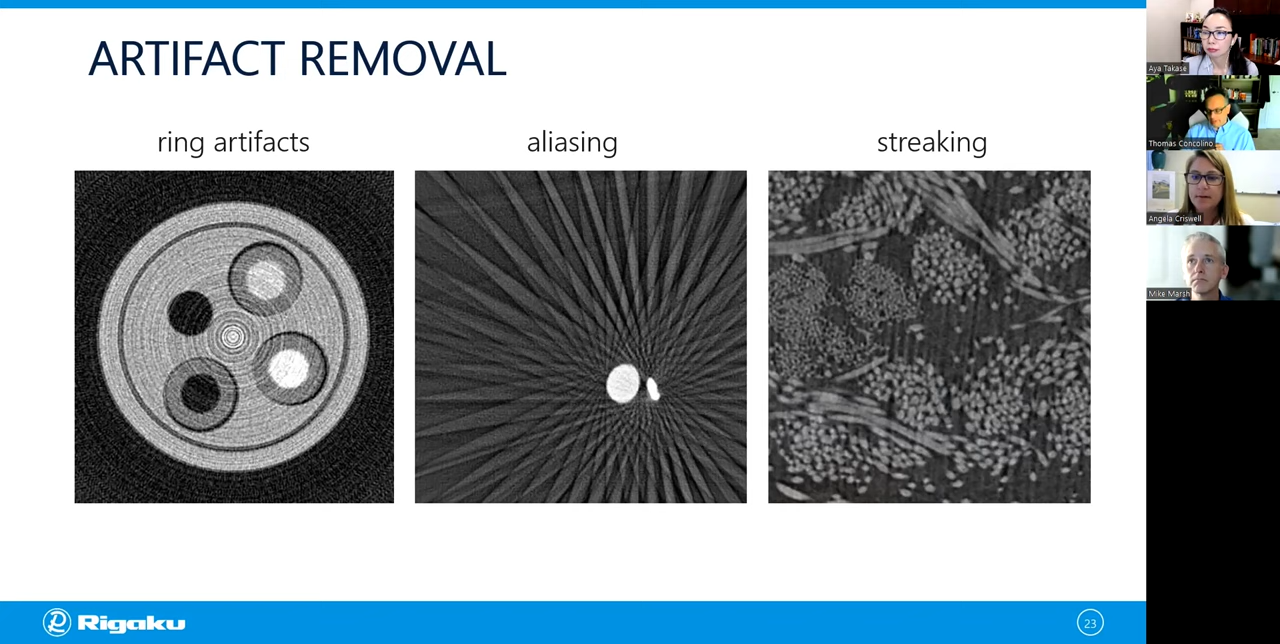 ARTIFACT REMOVAL
ring artifacts
aliasing
streaking
Rigaku
23
Aya Takase
Thomas Concolino
Angela Criswell
Mike Marsh